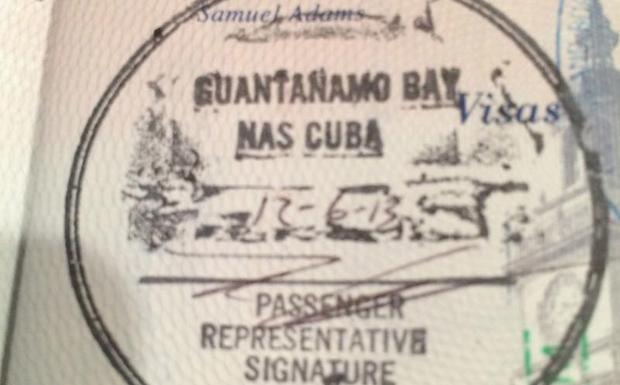 Samuel Adams
GUANTANAMO BAY
Visas
NAS CUBA
12-6-13
PASSENGER
REPRESENTATIVE
SIGNATURE